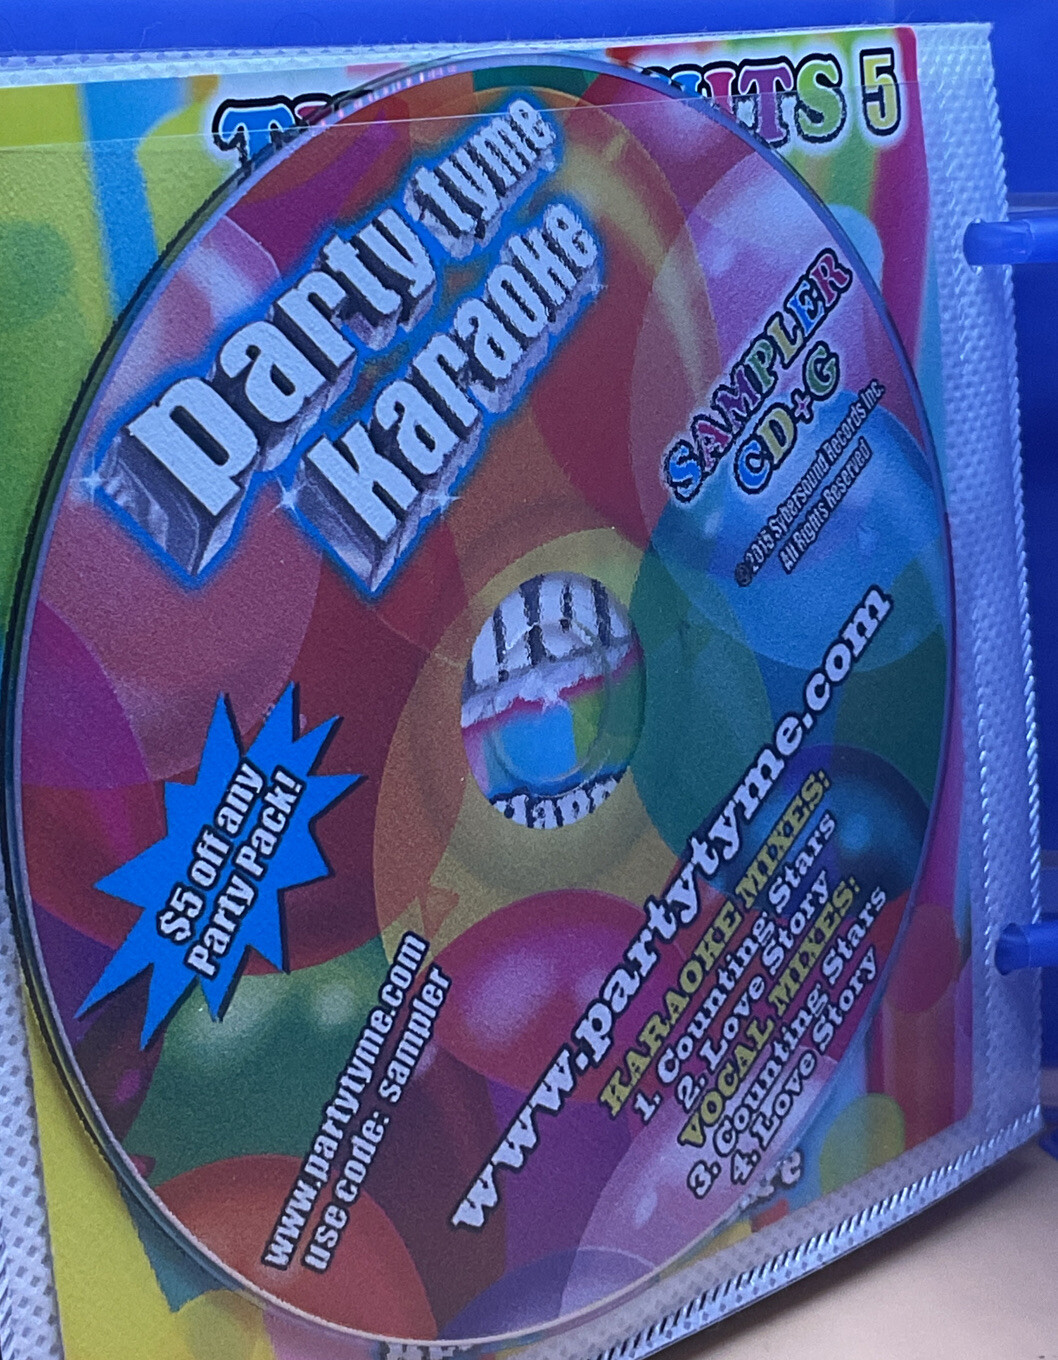 HITS 5
party tyme
karaoke
SAMPLER
CD+G
©2015 Sybersound Records Inc.
All Rights Reserved
$5 off any
Party Pack!
www.partytyme.com
use code: sampler
www.partytyme.com
KARAOKE MIXES:
1. Counting Stars
2. Love Story
VOCAL MIXES:
3. Counting Stars
4. Love Story